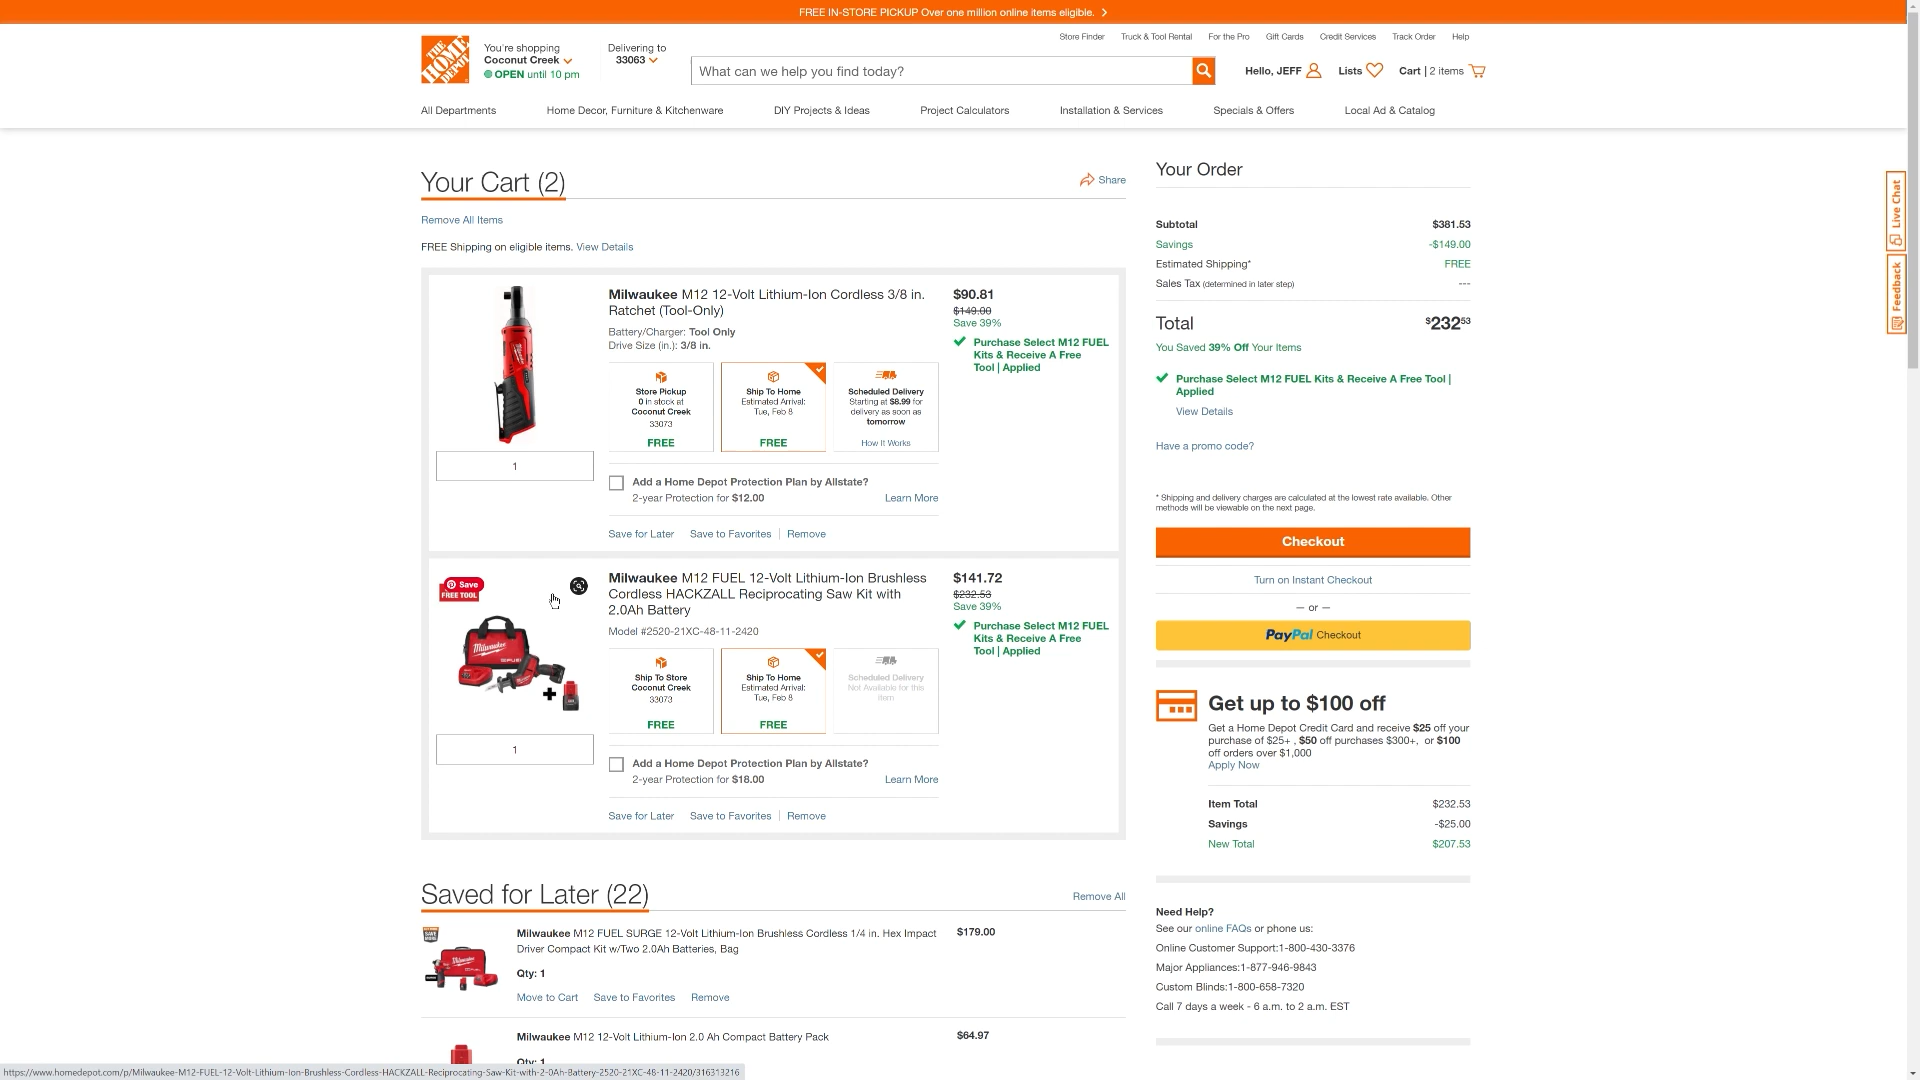 FREE IN-STORE PICKUP Over one million online items eligible.
Store Finder Truck & Tool Rental For the Pro Gift Cards Credit Services Track Order Help
THE HOME DEPOT
You're shopping
Coconut Creek
OPEN until 10 pm
Delivering to
33063
What can we help you find today?
Hello, JEFF
Lists
Cart | 2 items
All Departments Home Decor, Furniture & Kitchenware DIY Projects & Ideas Project Calculators Installation & Services Specials & Offers Local Ad & Catalog
Your Cart (2)
Share
Remove All Items
FREE Shipping on eligible items. View Details
Milwaukee M12 12-Volt Lithium-Ion Cordless 3/8 in.
Ratchet (Tool-Only)
Battery/Charger: Tool Only
Drive Size (in.): 3/8 in.
$90.81
$149.00
Save 39%
Purchase Select M12 FUEL
Kits & Receive A Free
Tool | Applied
Store Pickup
0 in stock at
Coconut Creek
33073
FREE
Ship To Home
Estimated Arrival:
Tue, Feb 8
FREE
Scheduled Delivery
Starting at $8.99 for
delivery as soon as
tomorrow
How It Works
1
Add a Home Depot Protection Plan by Allstate?
2-year Protection for $12.00
Learn More
Save for Later Save to Favorites Remove
Save
FREE TOOL
Milwaukee M12 FUEL 12-Volt Lithium-Ion Brushless
Cordless HACKZALL Reciprocating Saw Kit with
2.0Ah Battery
Model #2520-21XC-48-11-2420
$141.72
$232.53
Save 39%
Purchase Select M12 FUEL
Kits & Receive A Free
Tool | Applied
Milwaukee
Ship To Store
Coconut Creek
33073
FREE
Ship To Home
Estimated Arrival:
Tue, Feb 8
FREE
Scheduled Delivery
Not Available for this
item
1
Add a Home Depot Protection Plan by Allstate?
2-year Protection for $18.00
Learn More
Save for Later Save to Favorites Remove
Saved for Later (22)
Remove All
Milwaukee M12 FUEL SURGE 12-Volt Lithium-Ion Brushless Cordless 1/4 in. Hex Impact
Driver Compact Kit w/Two 2.0Ah Batteries, Bag
$179.00
Qty: 1
Move to Cart Save to Favorites Remove
Milwaukee M12 12-Volt Lithium-Ion 2.0 Ah Compact Battery Pack
$64.97
Qty: 1
Your Order
Subtotal $381.53
Savings -$149.00
Estimated Shipping* FREE
Sales Tax (determined in later step) ---
Total $232 53
You Saved 39% Off Your Items
Purchase Select M12 FUEL Kits & Receive A Free Tool |
Applied
View Details
Have a promo code?
* Shipping and delivery charges are calculated at the lowest rate available. Other
methods will be viewable on the next page.
Checkout
Turn on Instant Checkout
— or —
PayPal Checkout
Get up to $100 off
Get a Home Depot Credit Card and receive $25 off your
purchase of $25+ , $50 off purchases $300+, or $100
off orders over $1,000
Apply Now
Item Total $232.53
Savings -$25.00
New Total $207.53
Need Help?
See our online FAQs or phone us:
Online Customer Support:1-800-430-3376
Major Appliances:1-877-946-9843
Custom Blinds:1-800-658-7320
Call 7 days a week - 6 a.m. to 2 a.m. EST
Live Chat
Feedback
https://www.homedepot.com/p/Milwaukee-M12-FUEL-12-Volt-Lithium-Ion-Brushless-Cordless-HACKZALL-Reciprocating-Saw-Kit-with-2-0Ah-Battery-2520-21XC-48-11-2420/316313216